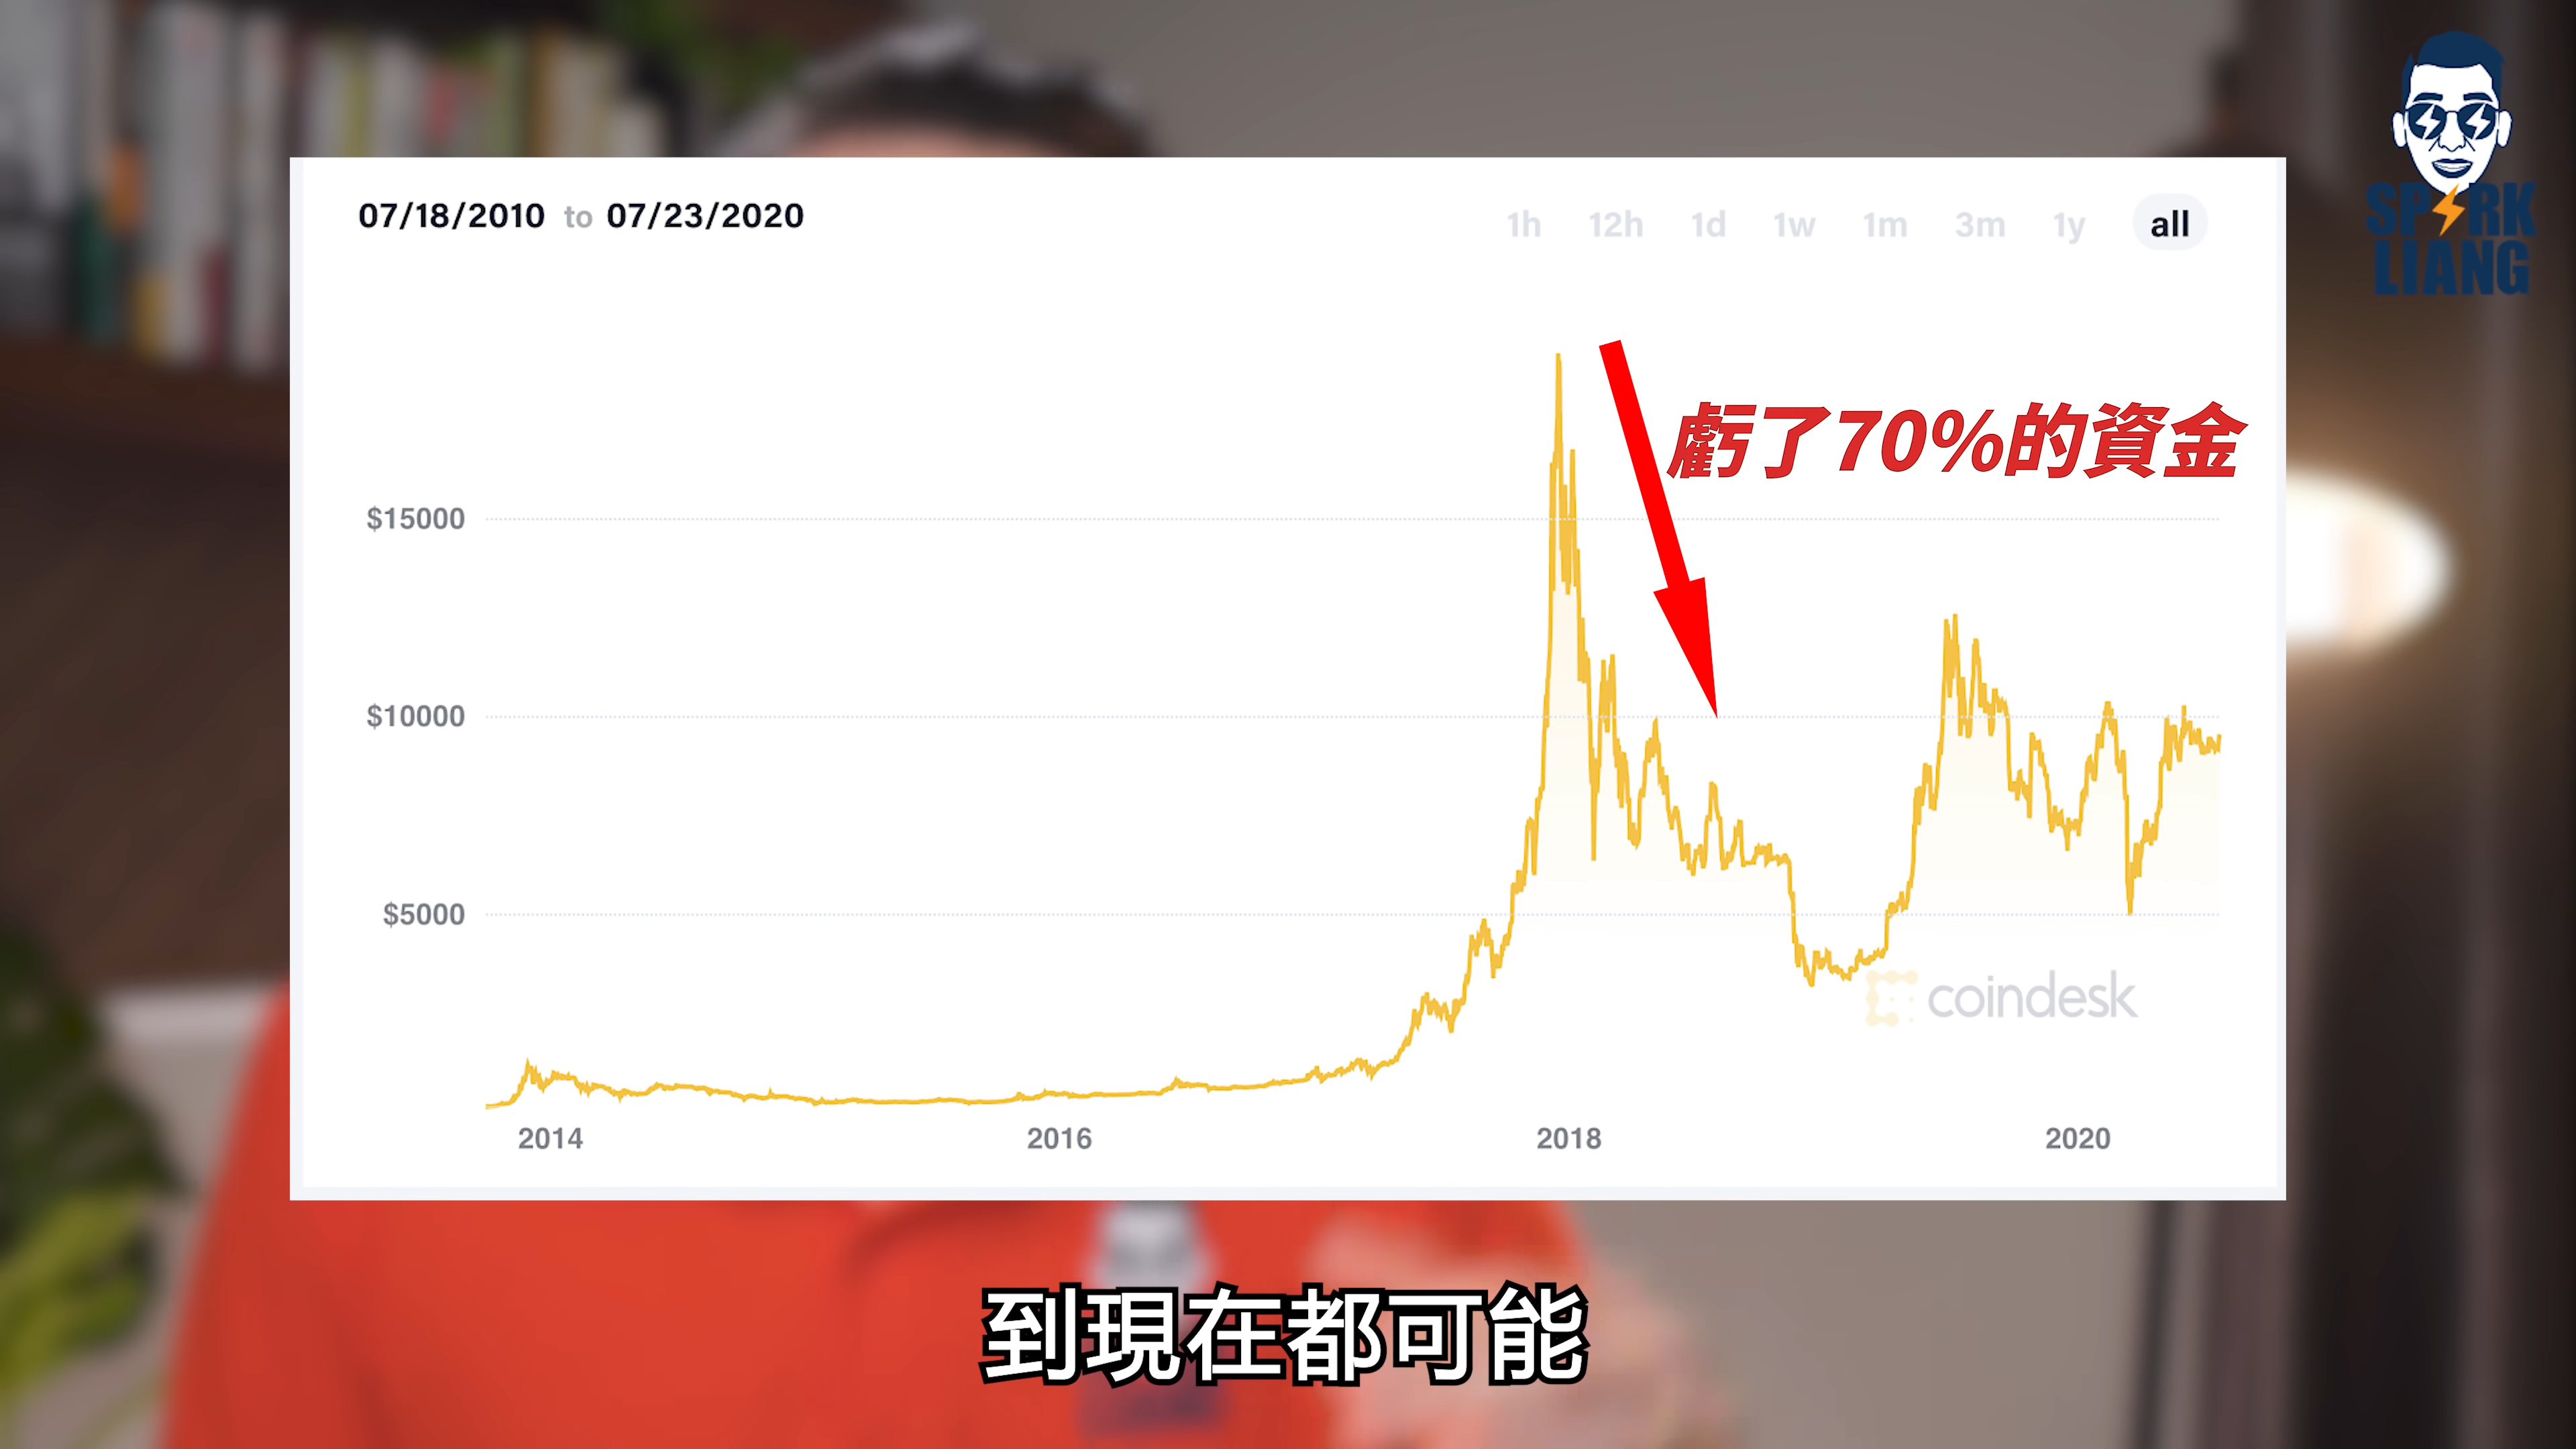 07/18/2010 to 07/23/2020
1h 12h 1d 1w 1m 3m 1y all
SPRK
LIANG
虧了70%的資金
$15000
$10000
$5000
coindesk
2014 2016 2018 2020
到現在都可能